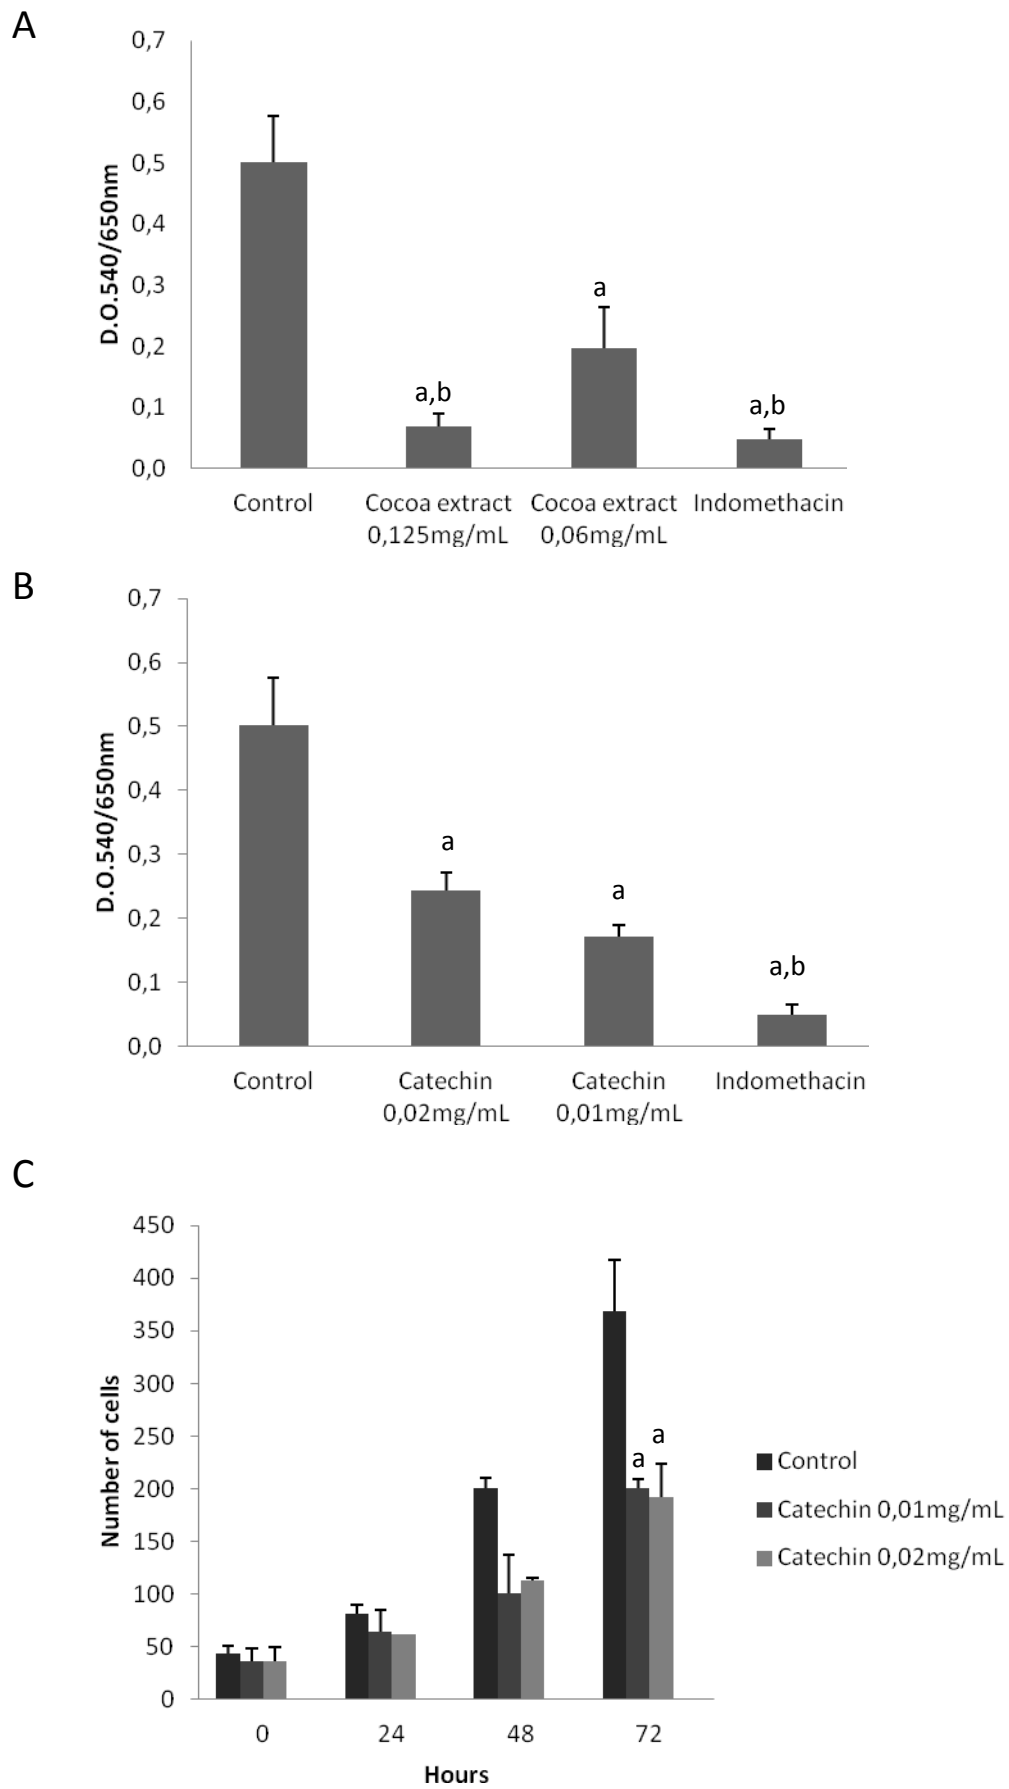 A
0,7
0,6
0,5
0,4
0,3
0,2
0,1
0,0
D.O.540/650nm
a,b
a
a,b
Control
Cocoa extract
0,125mg/mL
Cocoa extract
0,06mg/mL
Indomethacin
B
0,7
0,6
0,5
0,4
0,3
0,2
0,1
0,0
D.O.540/650nm
a
a
a,b
Control
Catechin
0,02mg/mL
Catechin
0,01mg/mL
Indomethacin
C
450
400
350
300
250
200
150
100
50
0
Number of cells
a
a
0
24
48
72
Hours
Control
Catechin 0,01mg/mL
Catechin 0,02mg/mL